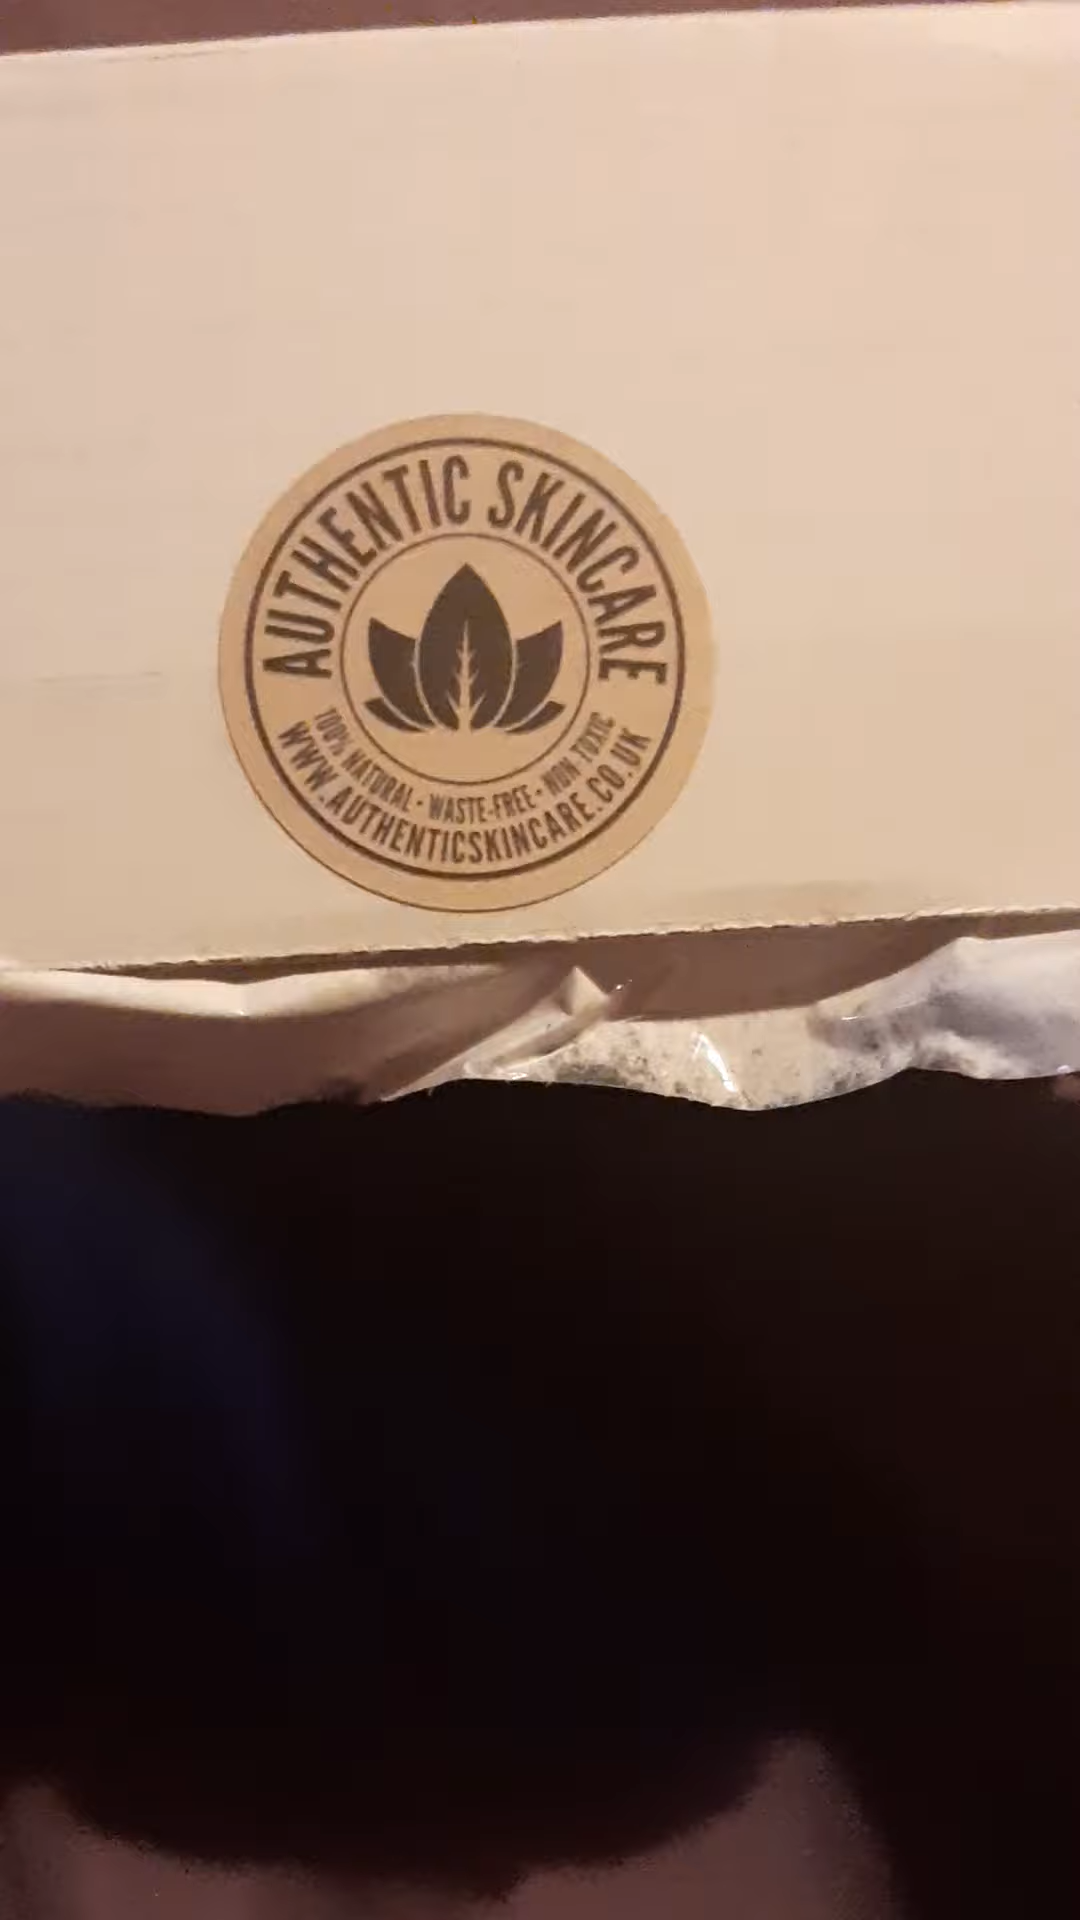 AUTHENTIC SKINCARE
100% NATURAL • WASTE-FREE • NON TOXIC
WWW.AUTHENTICSKINCARE.CO.UK